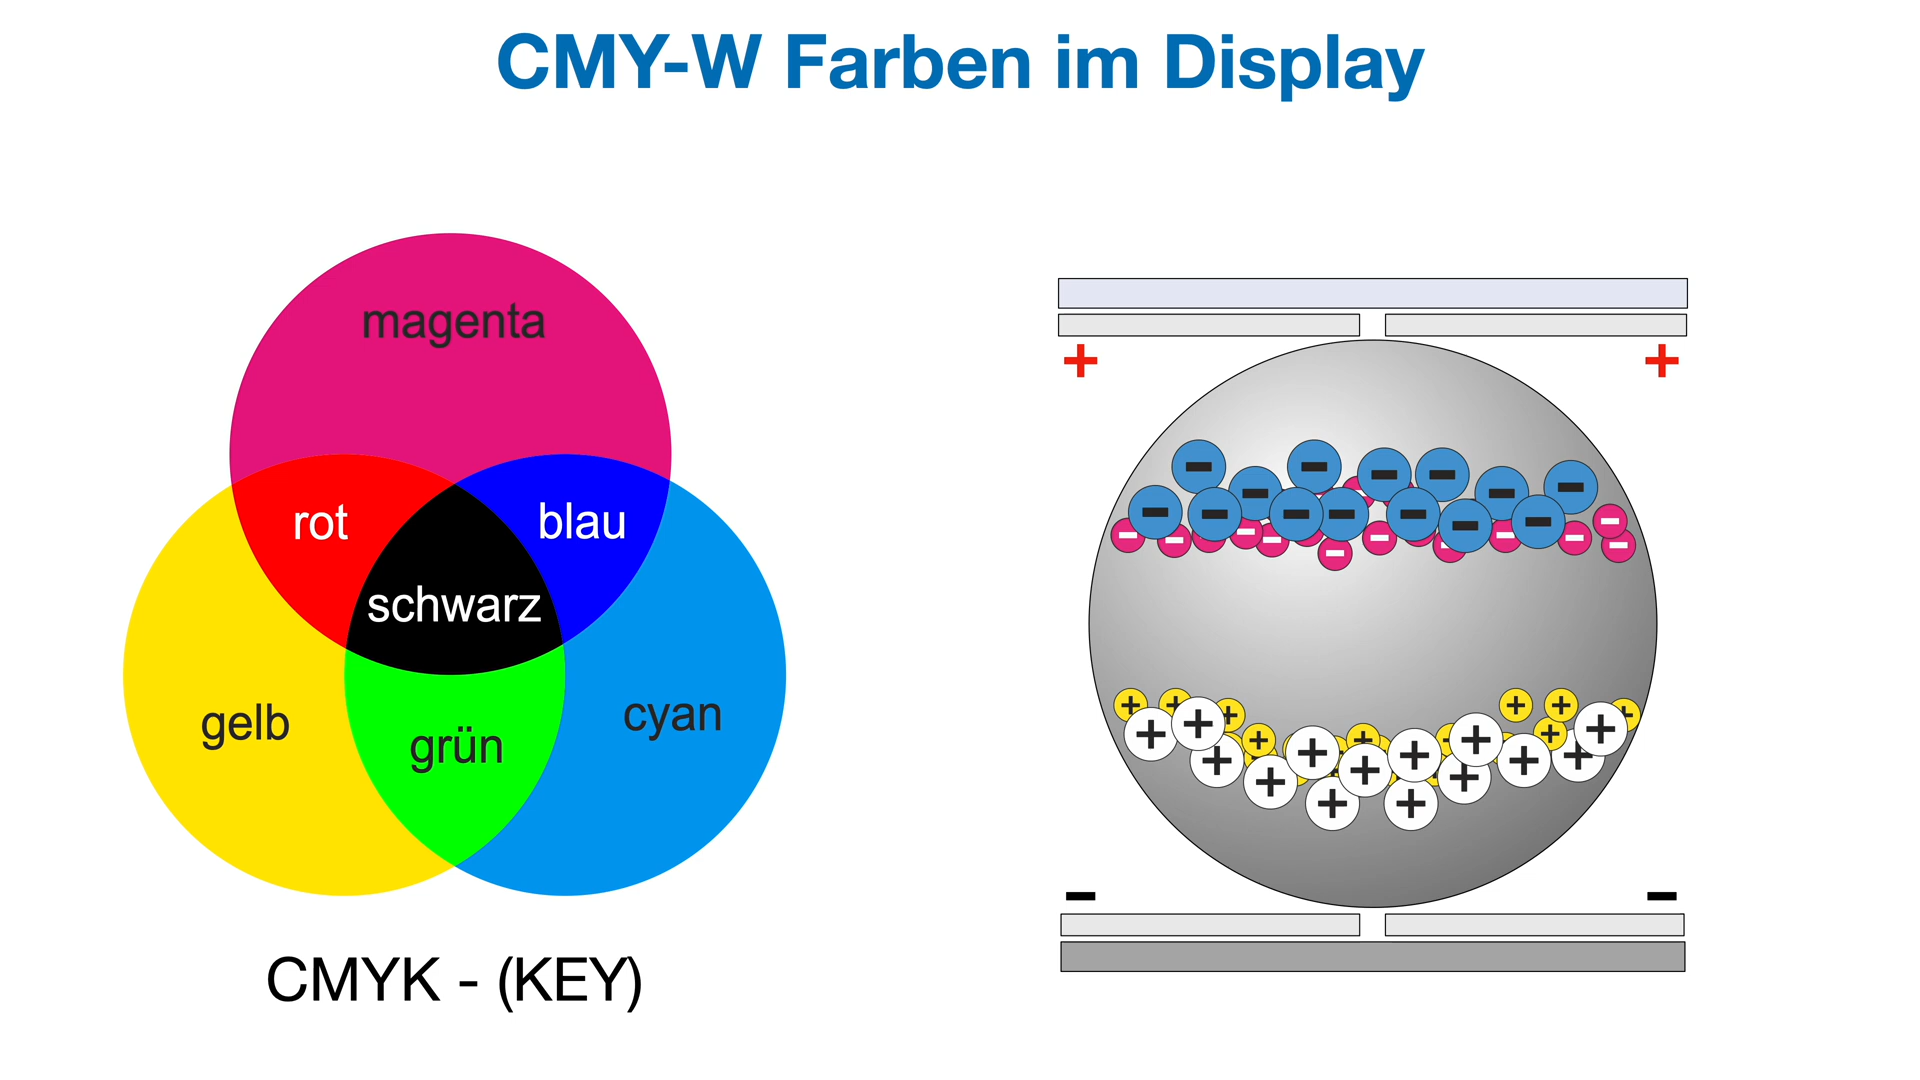 CMY-W Farben im Display
magenta
rot
blau
schwarz
gelb
grün
cyan
CMYK - (KEY)